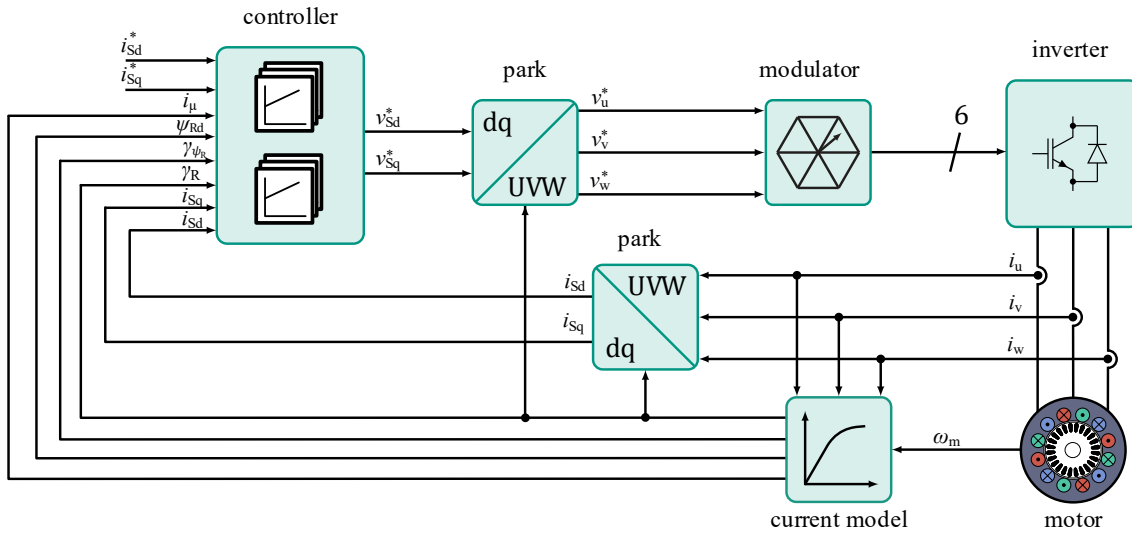 controller
i*Sd
i*Sq
iμ
ψRd
γψR
γR
iSq
iSd
v*Sd
v*Sq
park
dq
UVW
v*u
v*v
v*w
modulator
6
inverter
park
UVW
dq
iSd
iSq
iu
iv
iw
ωm
current model
motor